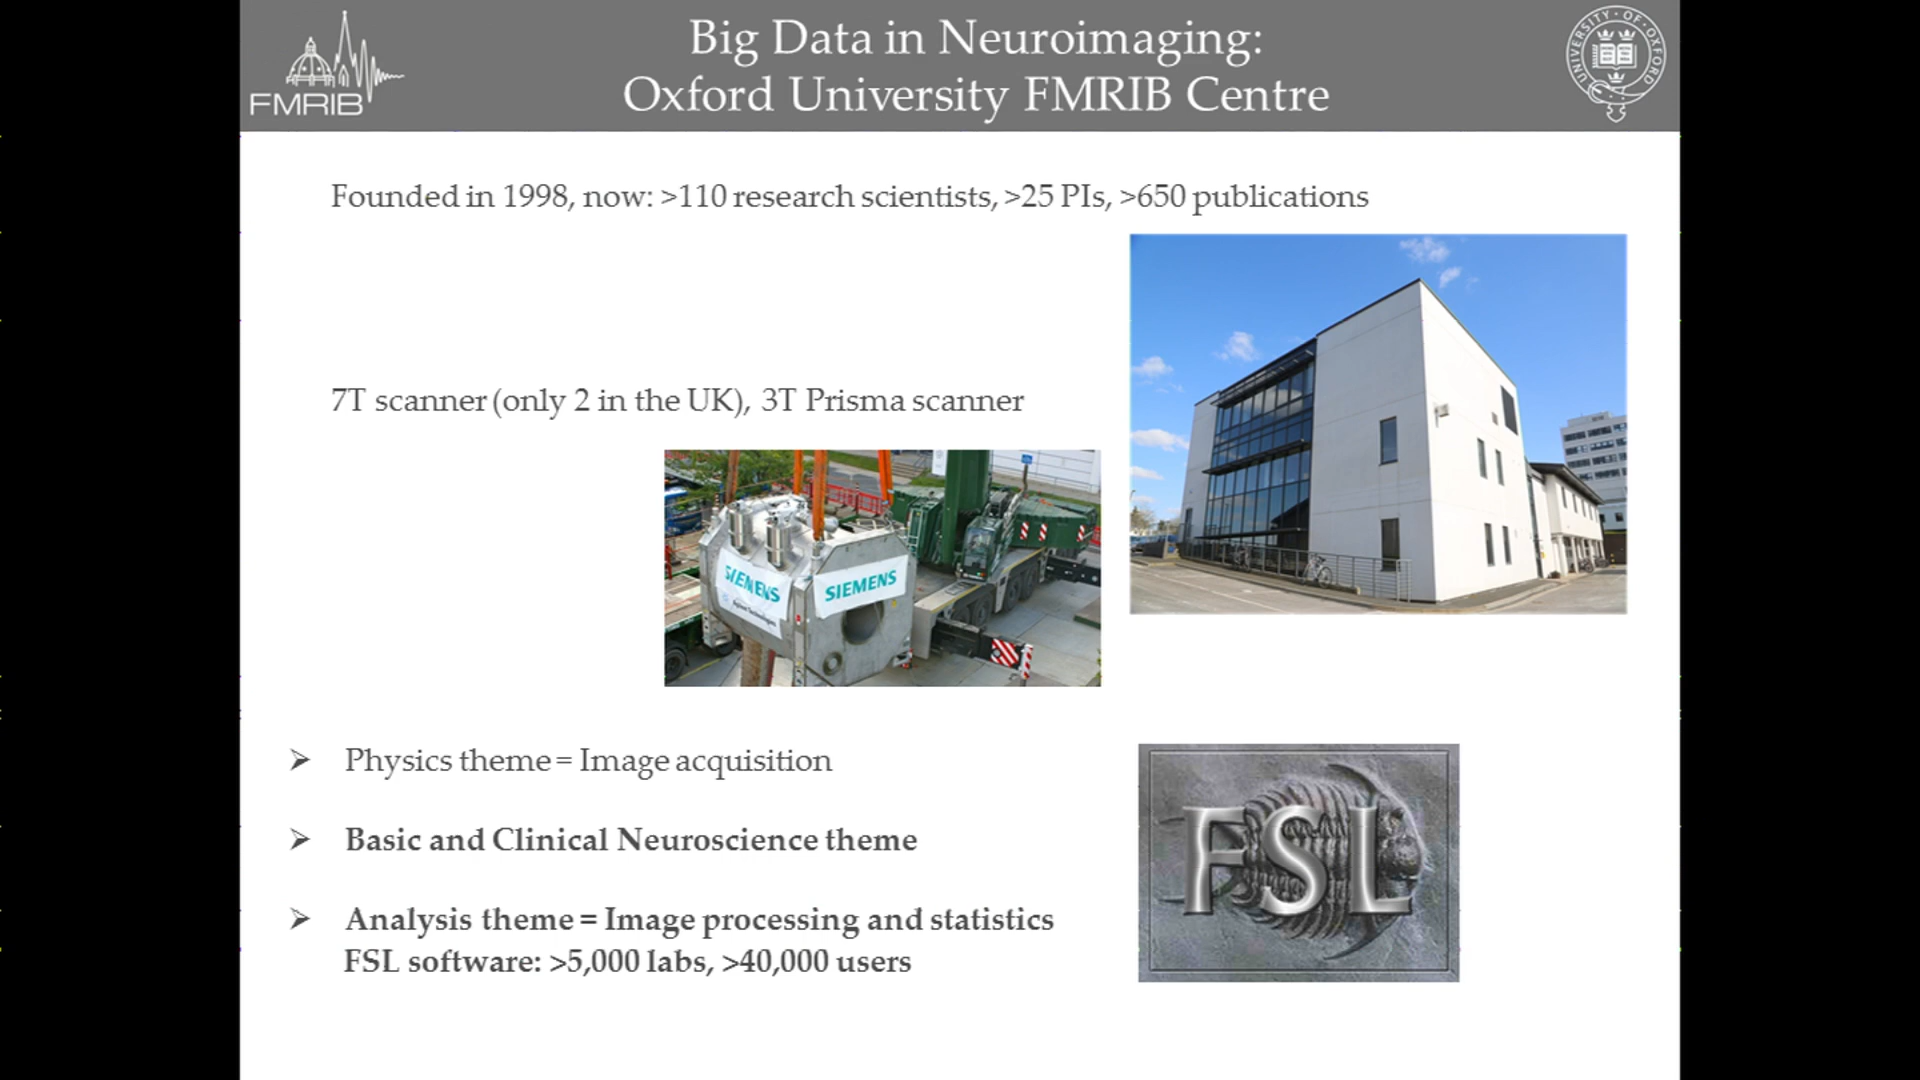 Big Data in Neuroimaging:
Oxford University FMRIB Centre
FMRIB
UNIVERSITY · OF · OXFORD
Founded in 1998, now: >110 research scientists, >25 PIs, >650 publications
7T scanner (only 2 in the UK), 3T Prisma scanner
SIEMENS
Agilent Technologies
SIEMENS
➢ Physics theme = Image acquisition
➢ Basic and Clinical Neuroscience theme
➢ Analysis theme = Image processing and statistics
FSL software: >5,000 labs, >40,000 users
FSL